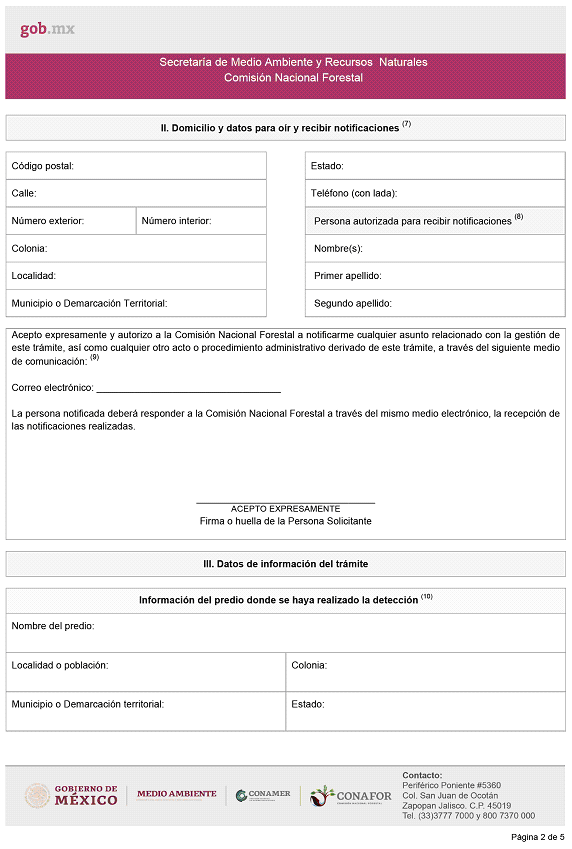 gob.mx
Secretaría de Medio Ambiente y Recursos Naturales
Comisión Nacional Forestal
II. Domicilio y datos para oír y recibir notificaciones (7)
Código postal:
Calle:
Número exterior: Número interior:
Colonia:
Localidad:
Municipio o Demarcación Territorial:
Estado:
Teléfono (con lada):
Persona autorizada para recibir notificaciones (8)
Nombre(s):
Primer apellido:
Segundo apellido:
Acepto expresamente y autorizo a la Comisión Nacional Forestal a notificarme cualquier asunto relacionado con la gestión de
este trámite, así como cualquier otro acto o procedimiento administrativo derivado de este trámite, a través del siguiente medio
de comunicación: (9)
Correo electrónico: ___________________________________
La persona notificada deberá responder a la Comisión Nacional Forestal a través del mismo medio electrónico, la recepción de
las notificaciones realizadas.
ACEPTO EXPRESAMENTE
Firma o huella de la Persona Solicitante
III. Datos de información del trámite
Información del predio donde se haya realizado la detección (10)
Nombre del predio:
Localidad o población: Colonia:
Municipio o Demarcación territorial: Estado:
GOBIERNO DE
MÉXICO
MEDIO AMBIENTE
CONAMER
CONAFOR
Contacto:
Periférico Poniente #5360
Col. San Juan de Ocotán
Zapopan Jalisco. C.P. 45019
Tel. (33)3777 7000 y 800 7370 000
Página 2 de 5